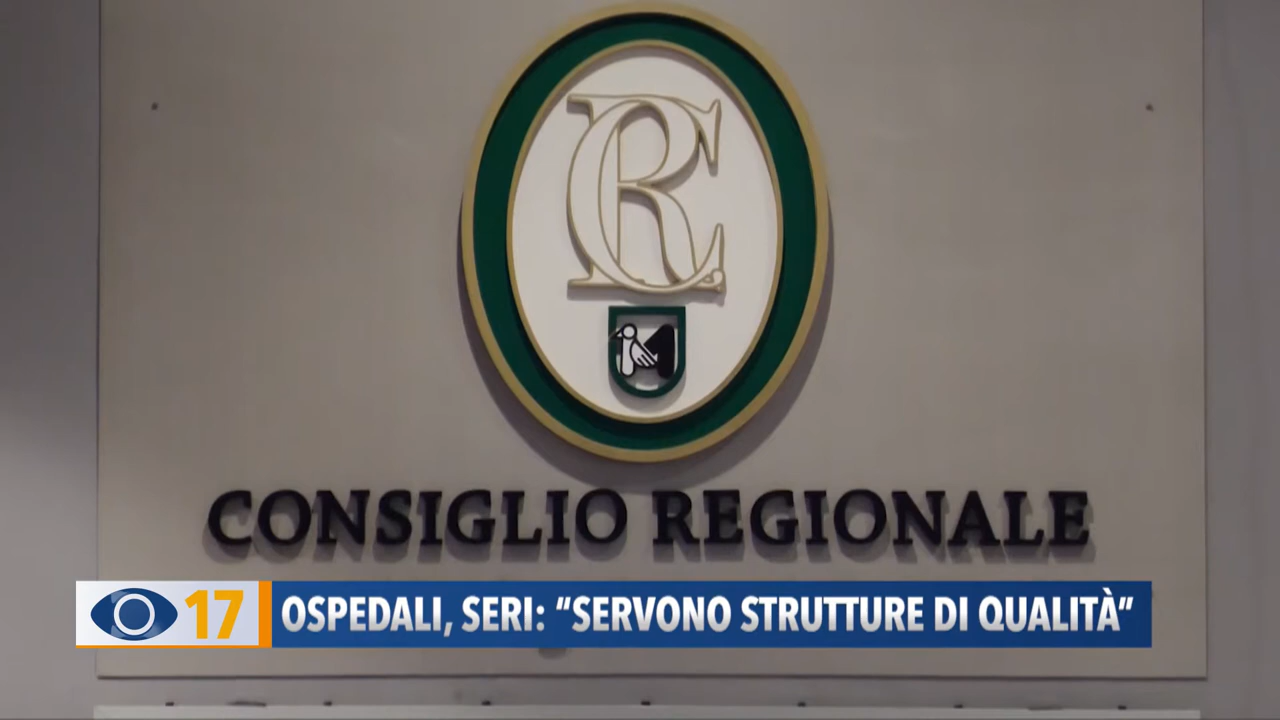 CR
CONSIGLIO REGIONALE
17 OSPEDALI, SERI: “SERVONO STRUTTURE DI QUALITÀ”